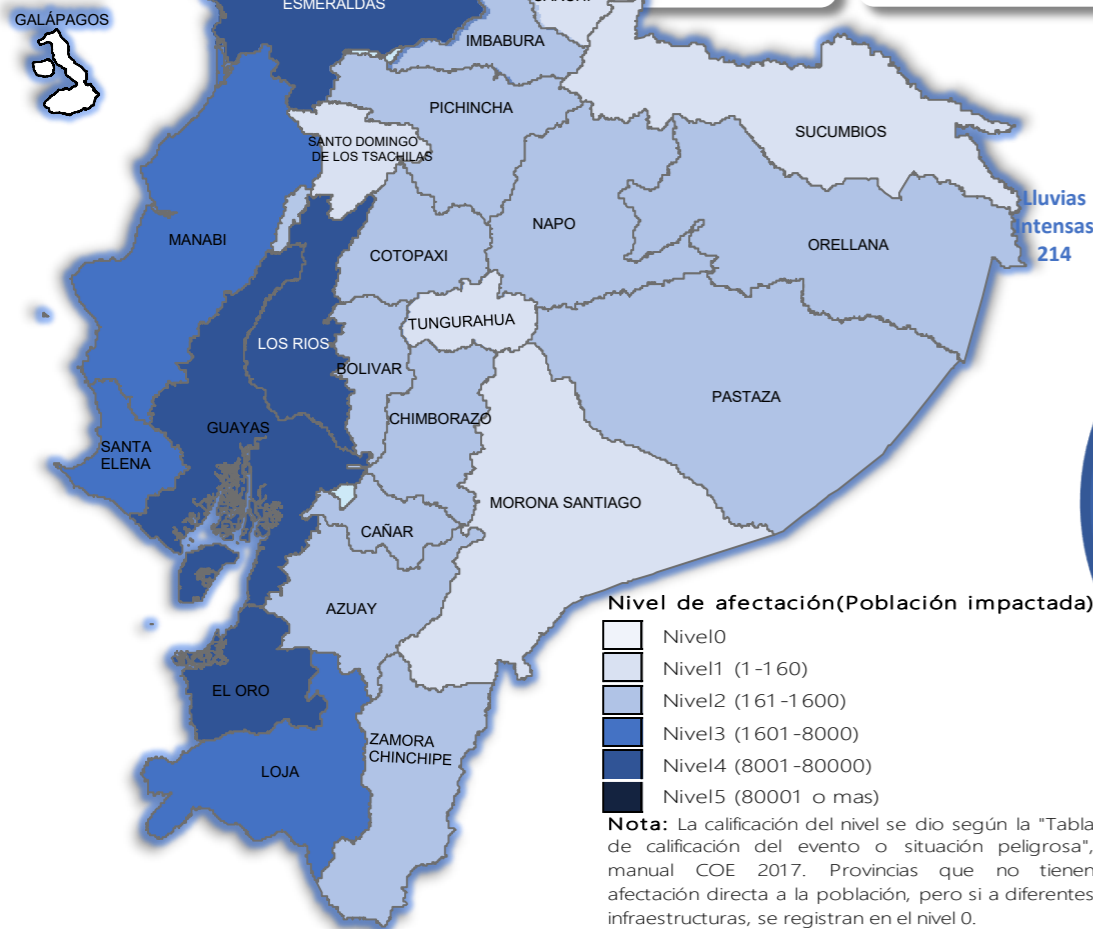 ESMERALDAS
GALÁPAGOS
IMBABURA
PICHINCHA
SUCUMBIOS
SANTO DOMINGO
DE LOS TSACHILAS
Lluvias
Intensas
214
NAPO
MANABI
ORELLANA
COTOPAXI
TUNGURAHUA
LOS RIOS
BOLIVAR
PASTAZA
CHIMBORAZO
GUAYAS
SANTA
ELENA
MORONA SANTIAGO
CAÑAR
AZUAY
EL ORO
ZAMORA
CHINCHIPE
LOJA
Nivel de afectación(Población impactada)
Nivel0
Nivel1 (1-160)
Nivel2 (161-1600)
Nivel3 (1601-8000)
Nivel4 (8001-80000)
Nivel5 (80001 o mas)
Nota: La calificación del nivel se dio según la "Tabla
de calificación del evento o situación peligrosa",
manual COE 2017. Provincias que no tienen
afectación directa a la población, pero si a diferentes
infraestructuras, se registran en el nivel 0.